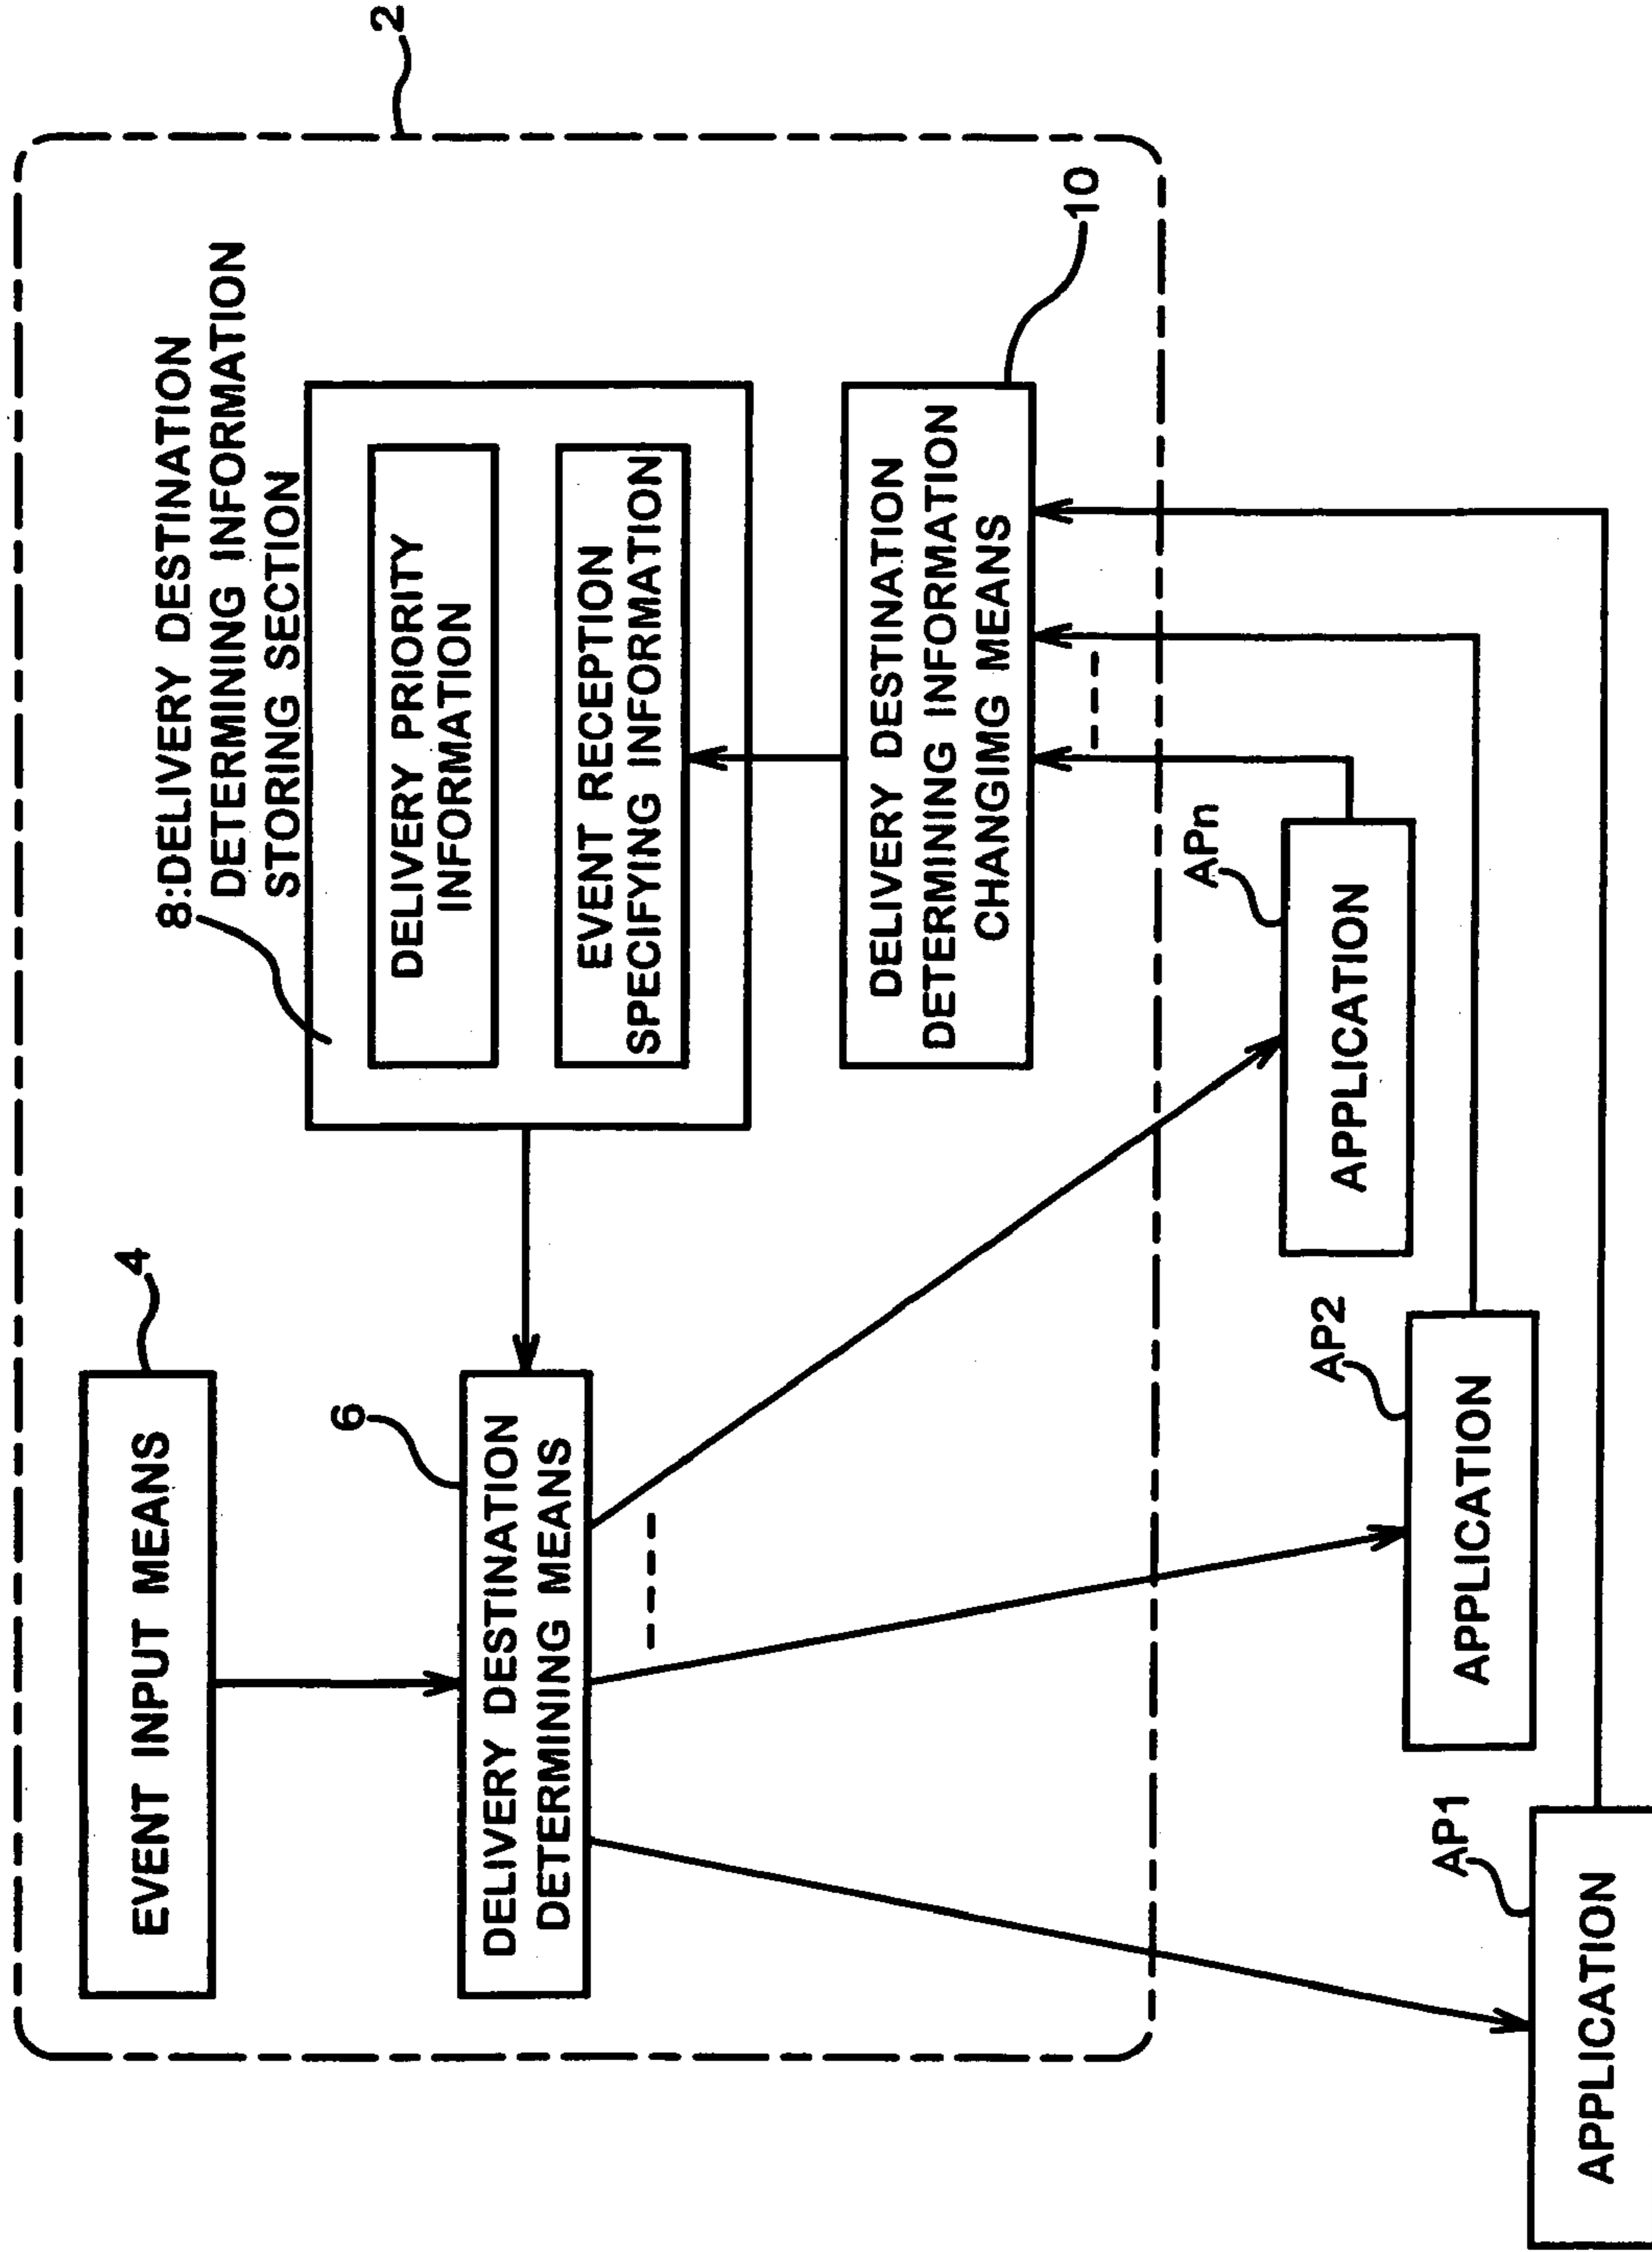 2
8:DELIVERY DESTINATION
DETERMINING INFORMATION
STORING SECTION
4
EVENT INPUT MEANS
DELIVERY PRIORITY
INFORMATION
6
DELIVERY DESTINATION
DETERMINING MEANS
EVENT RECEPTION
SPECIFYING INFORMATION
DELIVERY DESTINATION
DETERMINING INFORMATION
CHANGIMG MEANS
10
APn
APPLICATION
AP2
APPLICATION
AP1
APPLICATION